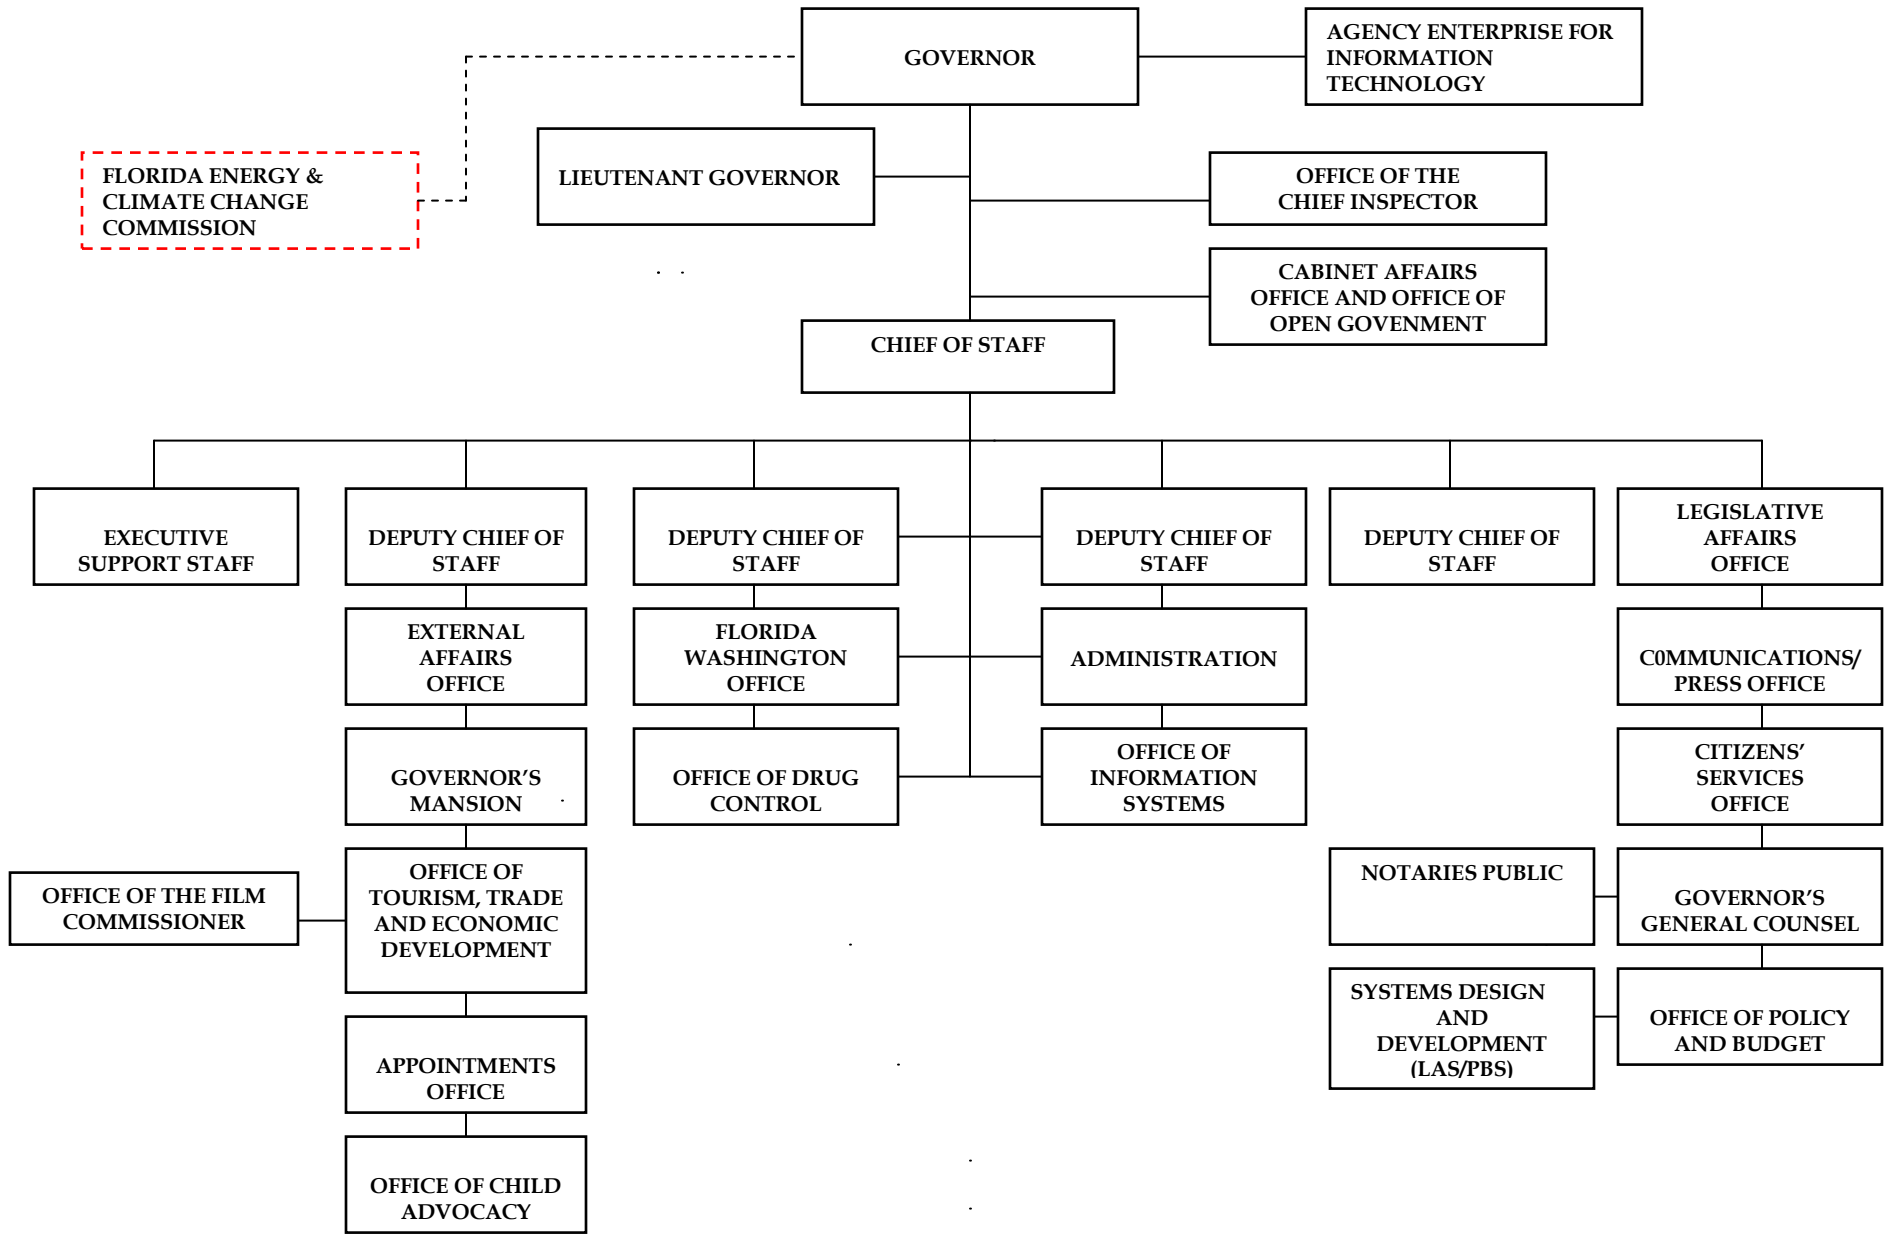 GOVERNOR
AGENCY ENTERPRISE FOR
INFORMATION
TECHNOLOGY
FLORIDA ENERGY &
CLIMATE CHANGE
COMMISSION
LIEUTENANT GOVERNOR
OFFICE OF THE
CHIEF INSPECTOR
CABINET AFFAIRS
OFFICE AND OFFICE OF
OPEN GOVENMENT
CHIEF OF STAFF
EXECUTIVE
SUPPORT STAFF
DEPUTY CHIEF OF
STAFF
DEPUTY CHIEF OF
STAFF
DEPUTY CHIEF OF
STAFF
DEPUTY CHIEF OF
STAFF
LEGISLATIVE
AFFAIRS
OFFICE
EXTERNAL
AFFAIRS
OFFICE
FLORIDA
WASHINGTON
OFFICE
ADMINISTRATION
C0MMUNICATIONS/
PRESS OFFICE
GOVERNOR’S
MANSION
OFFICE OF DRUG
CONTROL
OFFICE OF
INFORMATION
SYSTEMS
CITIZENS’
SERVICES
OFFICE
OFFICE OF THE FILM
COMMISSIONER
OFFICE OF
TOURISM, TRADE
AND ECONOMIC
DEVELOPMENT
NOTARIES PUBLIC
GOVERNOR’S
GENERAL COUNSEL
APPOINTMENTS
OFFICE
SYSTEMS DESIGN
AND
DEVELOPMENT
(LAS/PBS)
OFFICE OF POLICY
AND BUDGET
OFFICE OF CHILD
ADVOCACY